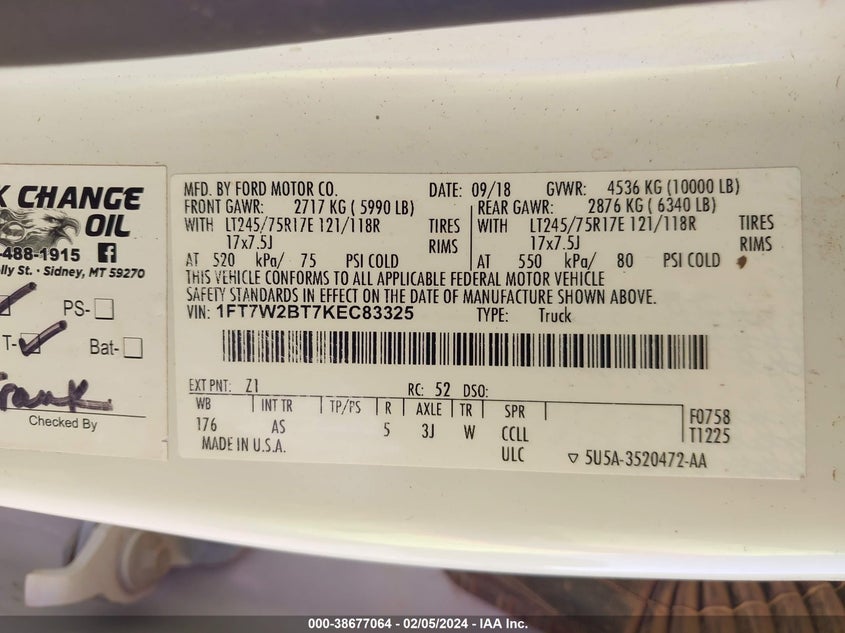 K CHANGE
OIL
-488-1915
lly St. • Sidney, MT 59270
PS-
T-
Bat-
Frank
Checked By
MFD. BY FORD MOTOR CO. DATE: 09/18 GVWR: 4536 KG (10000 LB)
FRONT GAWR: 2717 KG ( 5990 LB) REAR GAWR: 2876 KG ( 6340 LB)
WITH LT245/75R17E 121/118R TIRES WITH LT245/75R17E 121/118R TIRES
17x7.5J RIMS 17x7.5J RIMS
AT 520 kPa/ 75 PSI COLD AT 550 kPa/ 80 PSI COLD
THIS VEHICLE CONFORMS TO ALL APPLICABLE FEDERAL MOTOR VEHICLE
SAFETY STANDARDS IN EFFECT ON THE DATE OF MANUFACTURE SHOWN ABOVE.
VIN: 1FT7W2BT7KEC83325 TYPE: Truck
EXT PNT: Z1 RC: 52 DSO:
WB INT TR TP/PS R AXLE TR SPR F0758
176 AS 5 3J W CCLL T1225
MADE IN U.S.A. ULC ▽ 5U5A-3520472-AA
000-38677064 - 02/05/2024 - IAA Inc.